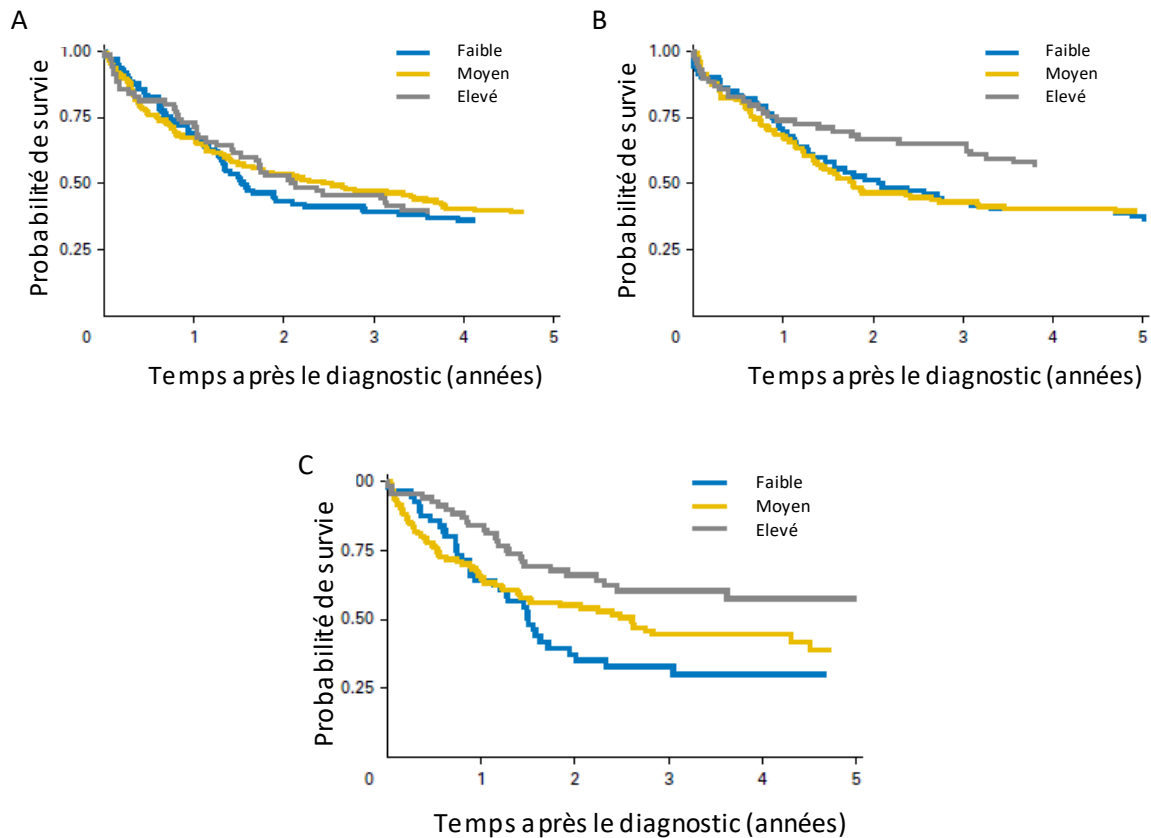 A
Probabilité de survie
1.00
0.75
0.50
0.25
0
1
2
3
4
5
Faible
Moyen
Elevé
Temps après le diagnostic (années)
B
Probabilité de survie
1.00
0.75
0.50
0.25
0
1
2
3
4
5
Faible
Moyen
Elevé
Temps après le diagnostic (années)
C
Probabilité de survie
00
0.75
0.50
0.25
0
1
2
3
4
5
Faible
Moyen
Elevé
Temps après le diagnostic (années)